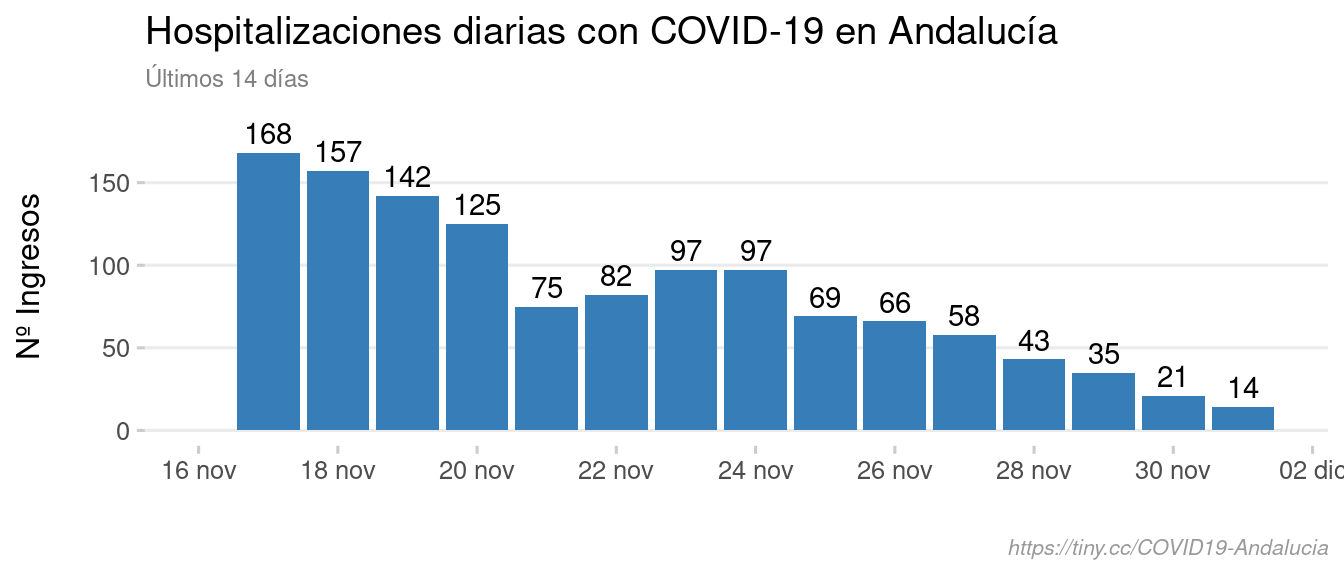 Hospitalizaciones diarias con COVID-19 en Andalucía
Últimos 14 días
Nº Ingresos
150
100
50
0
168
157
142
125
75
82
97
97
69
66
58
43
35
21
14
16 nov
18 nov
20 nov
22 nov
24 nov
26 nov
28 nov
30 nov
02 dic
https://tiny.cc/COVID19-Andalucia